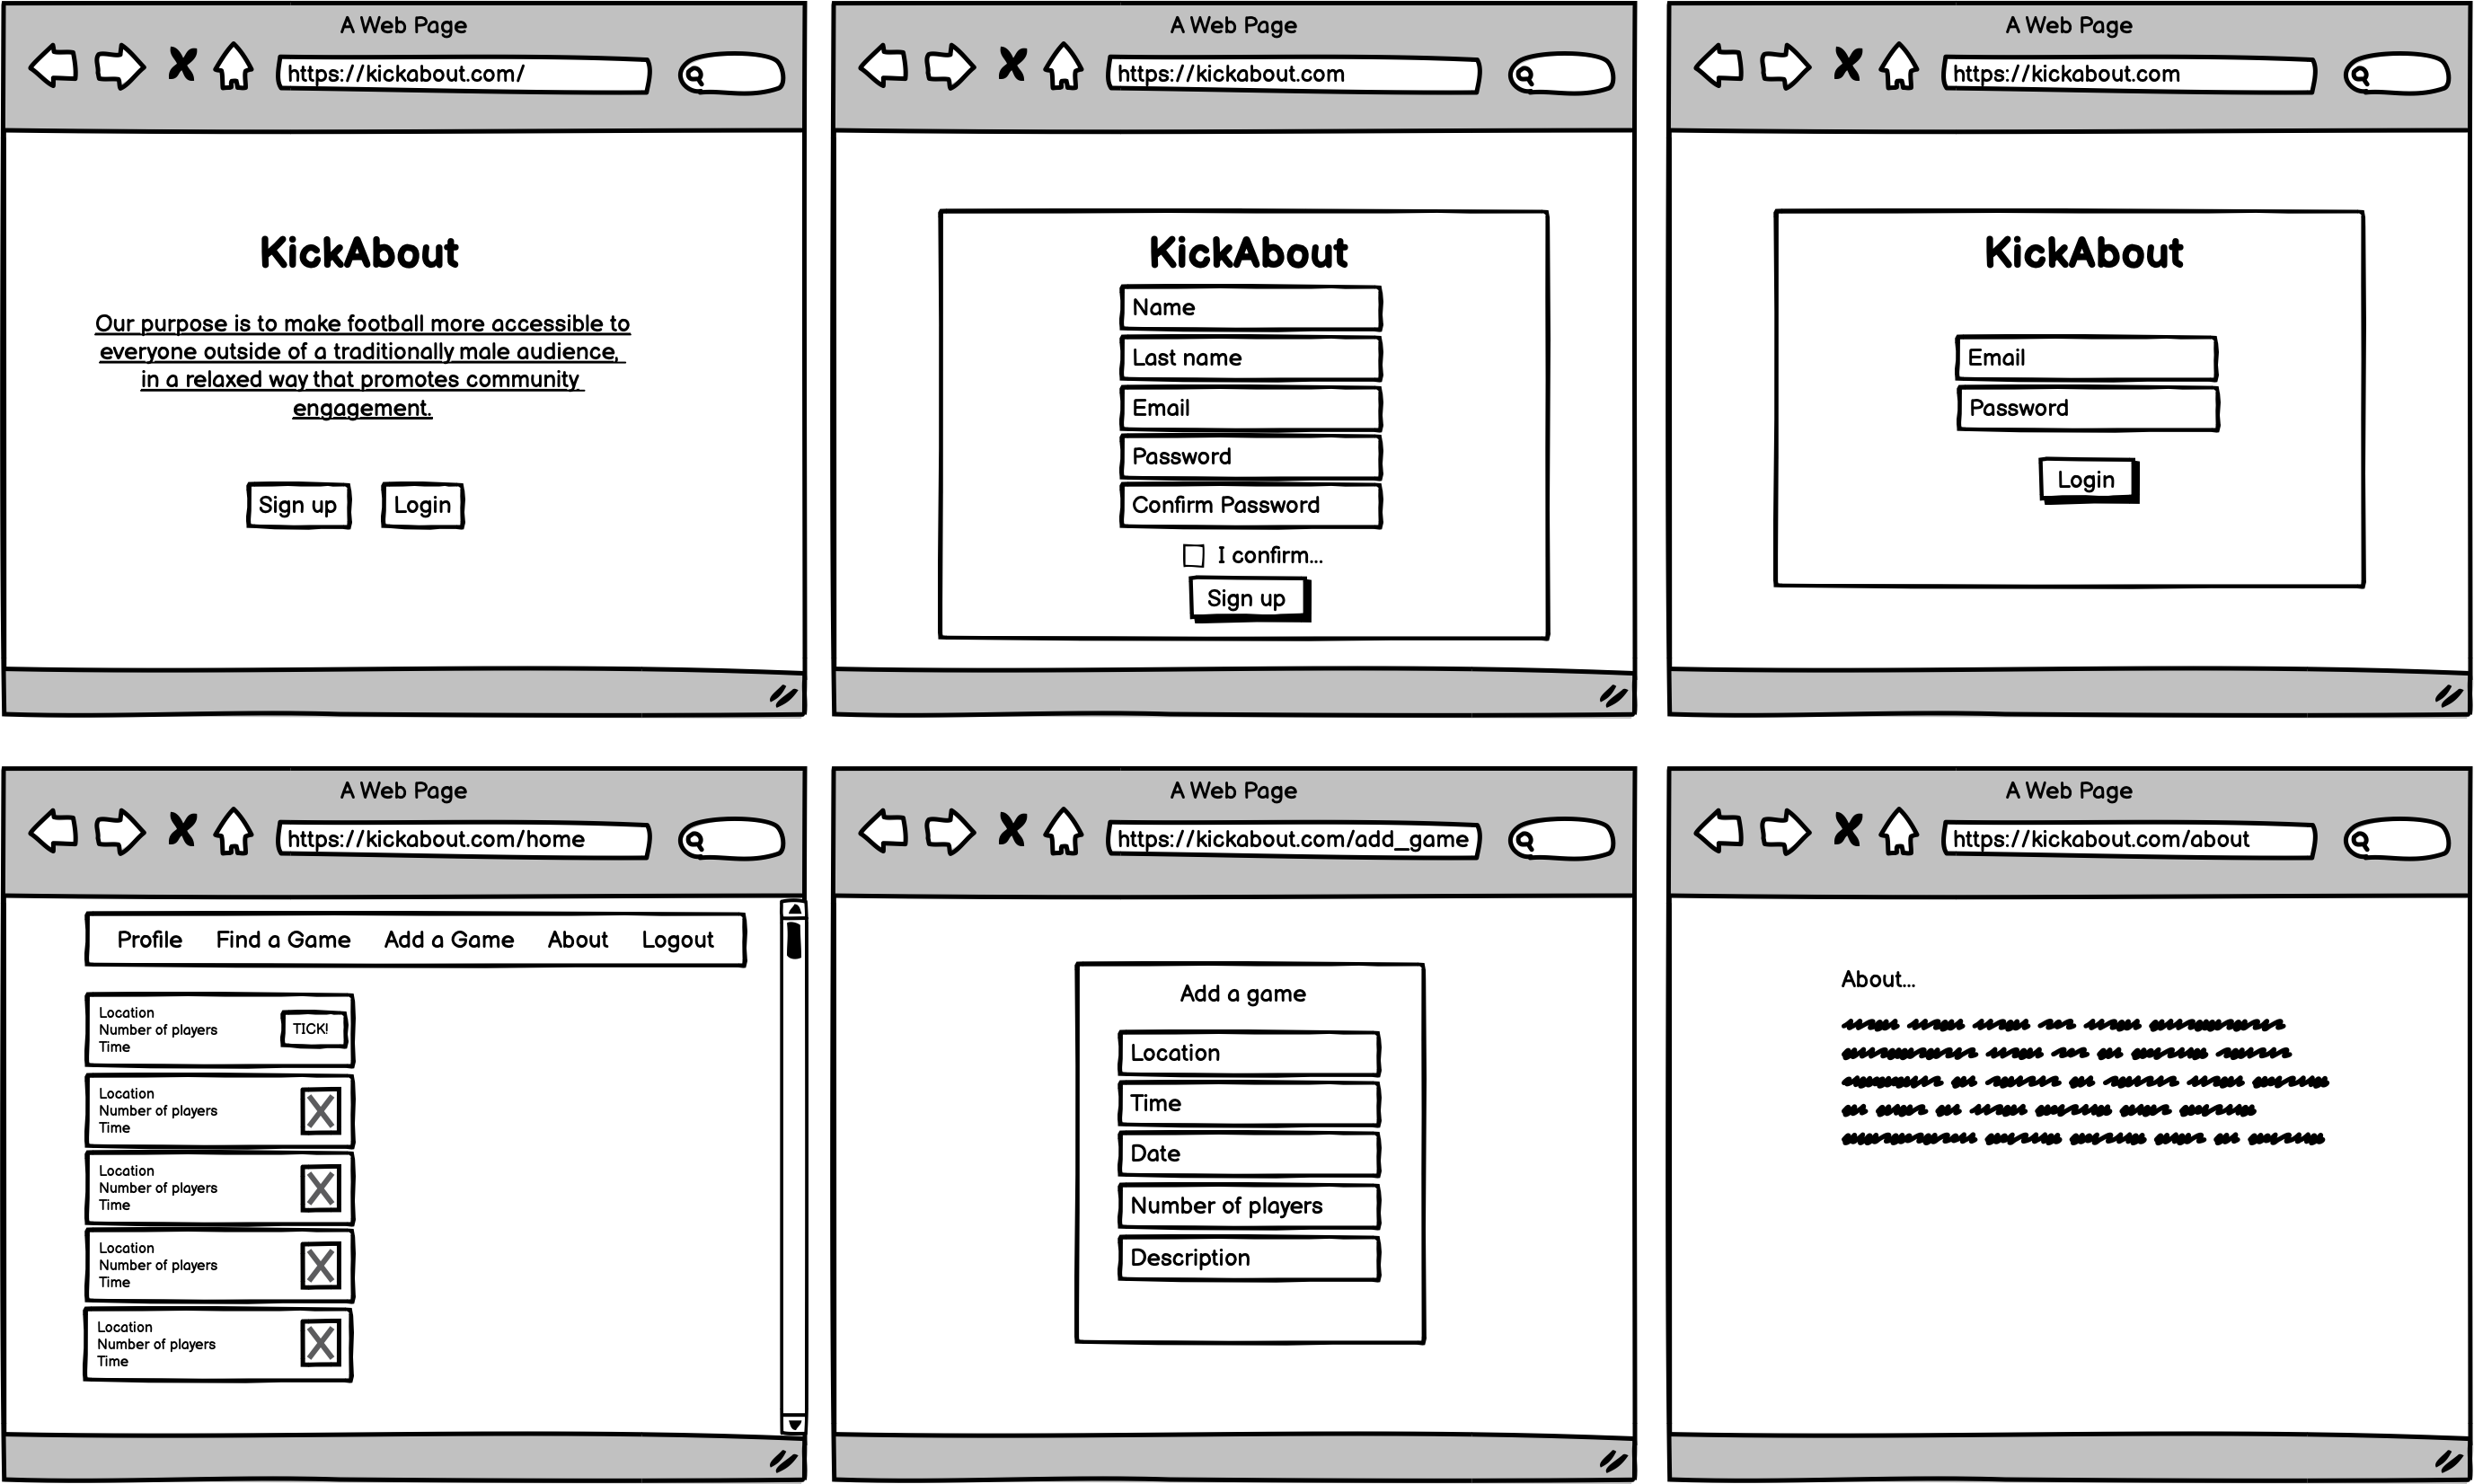 A Web Page
https://kickabout.com/
KickAbout
Our purpose is to make football more accessible to
everyone outside of a traditionally male audience,
in a relaxed way that promotes community
engagement.
Sign up
Login
A Web Page
https://kickabout.com
KickAbout
Name
Last name
Email
Password
Confirm Password
I confirm...
Sign up
A Web Page
https://kickabout.com
KickAbout
Email
Password
Login
A Web Page
https://kickabout.com/home
Profile Find a Game Add a Game About Logout
Location
Number of players
Time
TICK!
Location
Number of players
Time
Location
Number of players
Time
Location
Number of players
Time
Location
Number of players
Time
A Web Page
https://kickabout.com/add_game
Add a game
Location
Time
Date
Number of players
Description
A Web Page
https://kickabout.com/about
About...